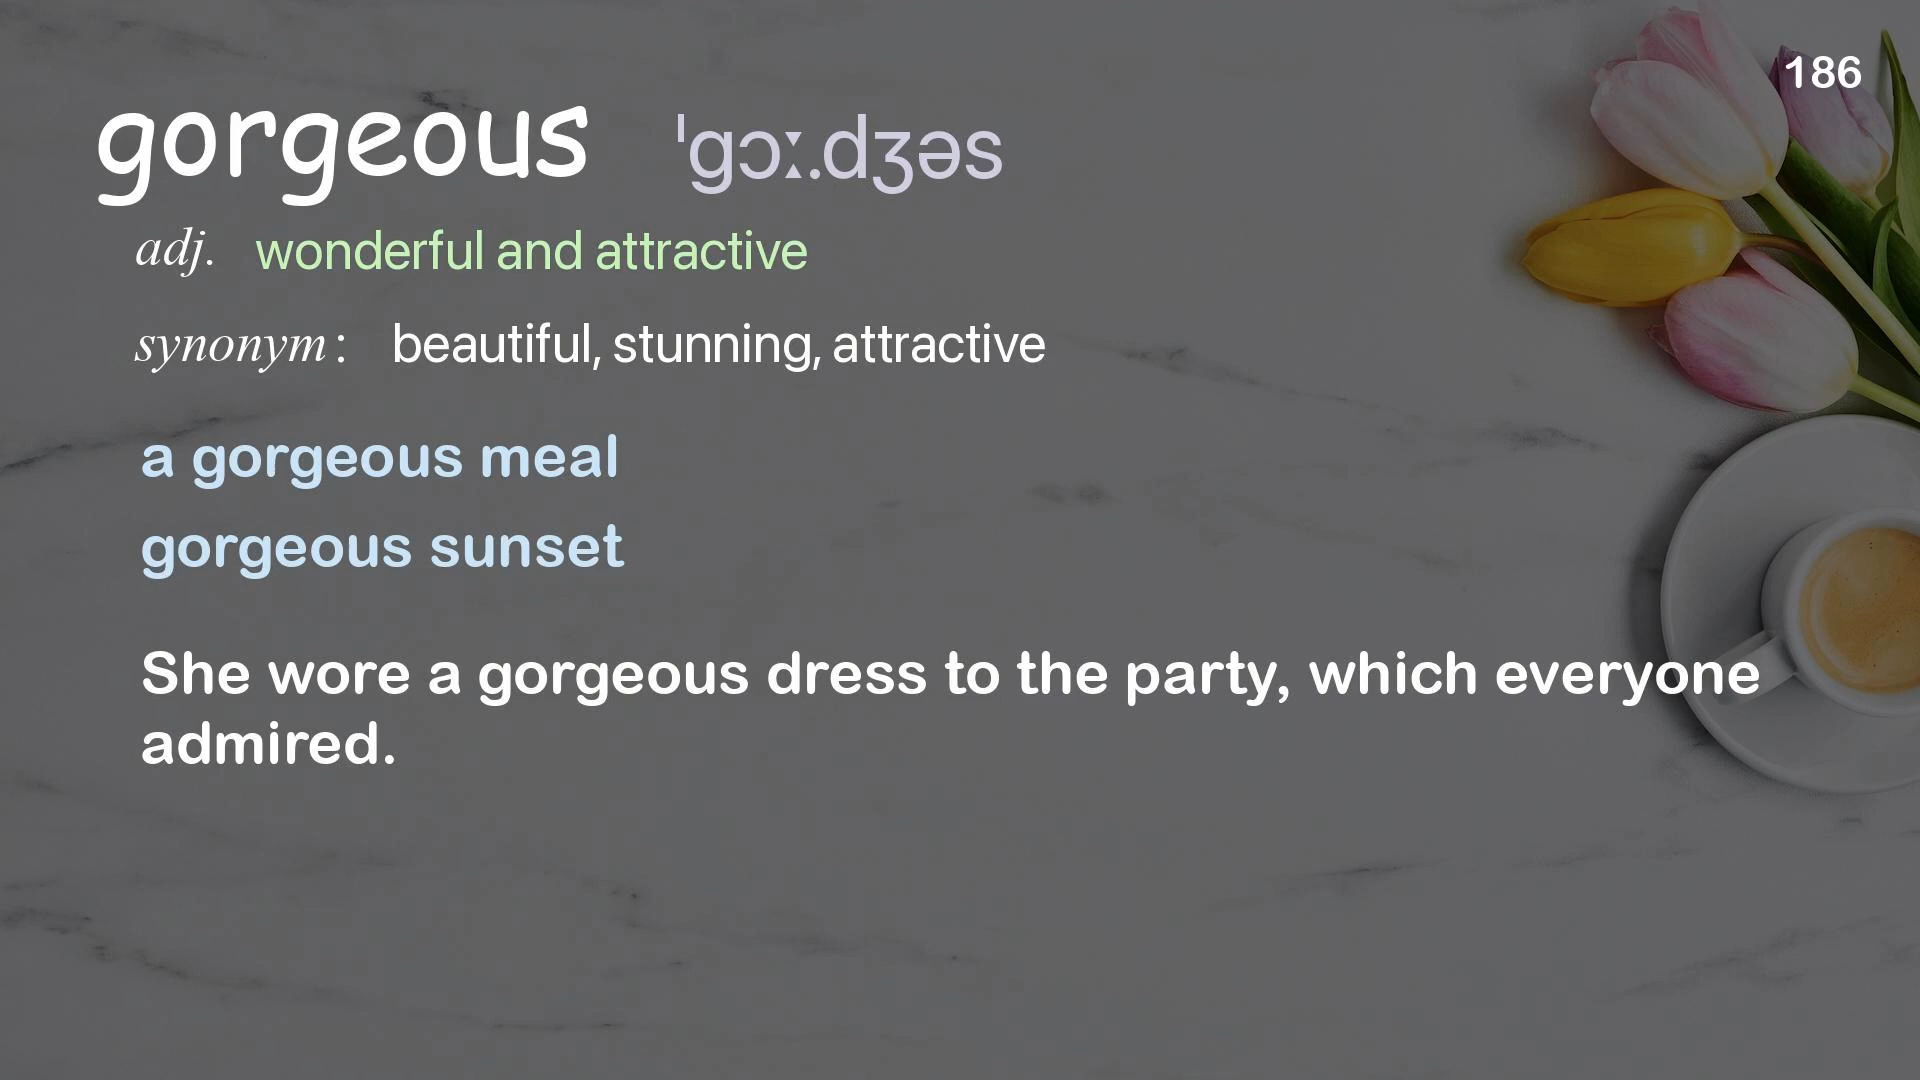 186
gorgeous ˈgɔː.dʒəs
adj. wonderful and attractive
synonym: beautiful, stunning, attractive
a gorgeous meal
gorgeous sunset
She wore a gorgeous dress to the party, which everyone
admired.